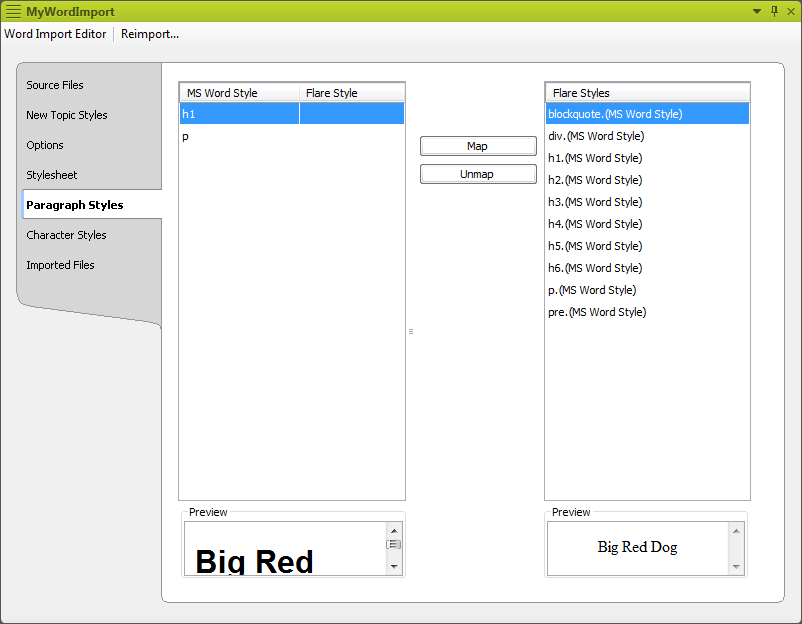 MyWordImport
Word Import Editor Reimport...
Source Files
New Topic Styles
Options
Stylesheet
Paragraph Styles
Character Styles
Imported Files
MS Word Style Flare Style
h1
p
Map
Unmap
Flare Styles
blockquote.(MS Word Style)
div.(MS Word Style)
h1.(MS Word Style)
h2.(MS Word Style)
h3.(MS Word Style)
h4.(MS Word Style)
h5.(MS Word Style)
h6.(MS Word Style)
p.(MS Word Style)
pre.(MS Word Style)
Preview
Big Red
Preview
Big Red Dog